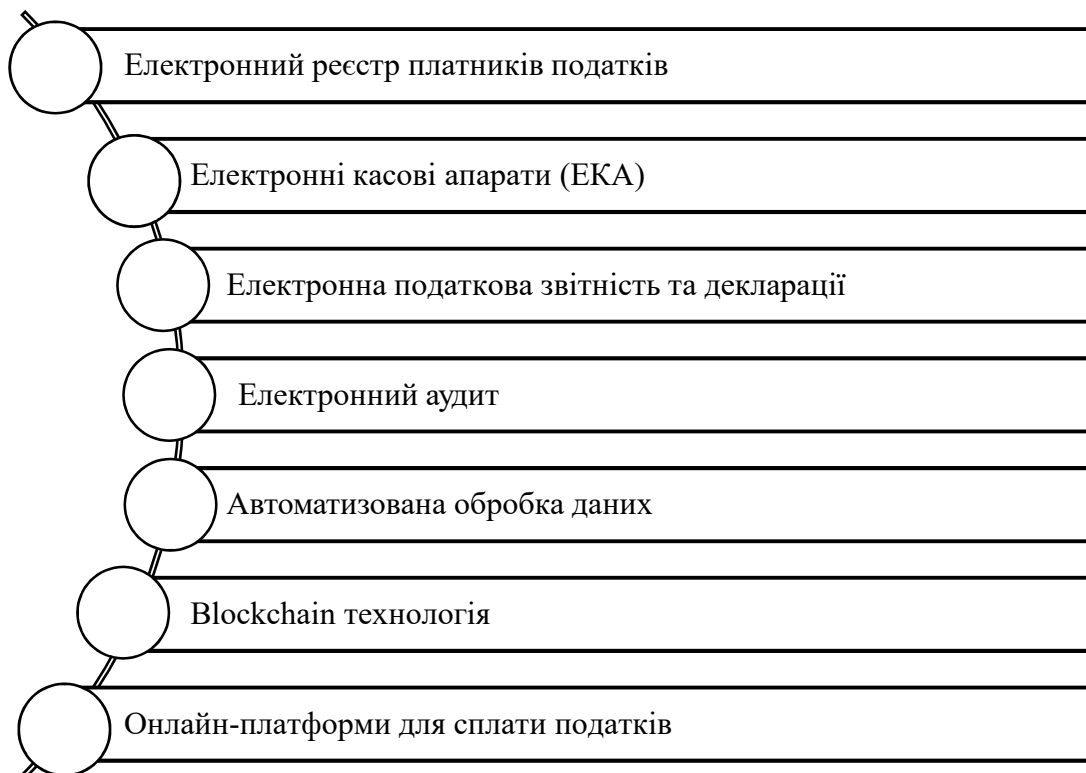 Електронний реєстр платників податків
Електронні касові апарати (ЕКА)
Електронна податкова звітність та декларації
Електронний аудит
Автоматизована обробка даних
Blockchain технологія
Онлайн-платформи для сплати податків